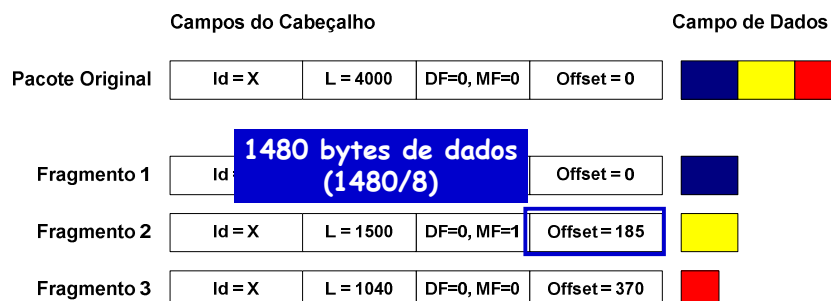 Campos do Cabeçalho Campo de Dados
Pacote Original Id = X L = 4000 DF=0, MF=0 Offset = 0
1480 bytes de dados
(1480/8)
Fragmento 1 Id Offset = 0
Fragmento 2 Id = X L = 1500 DF=0, MF=1 Offset = 185
Fragmento 3 Id = X L = 1040 DF=0, MF=0 Offset = 370